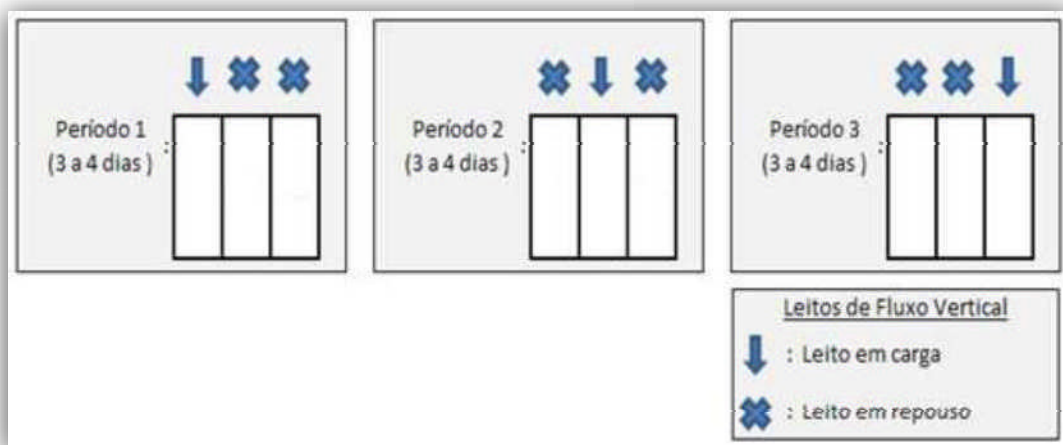 Período 1
(3 a 4 dias) :
Período 2
(3 a 4 dias) :
Período 3
(3 a 4 dias) :
Leitos de Fluxo Vertical
: Leito em carga
: Leito em repouso